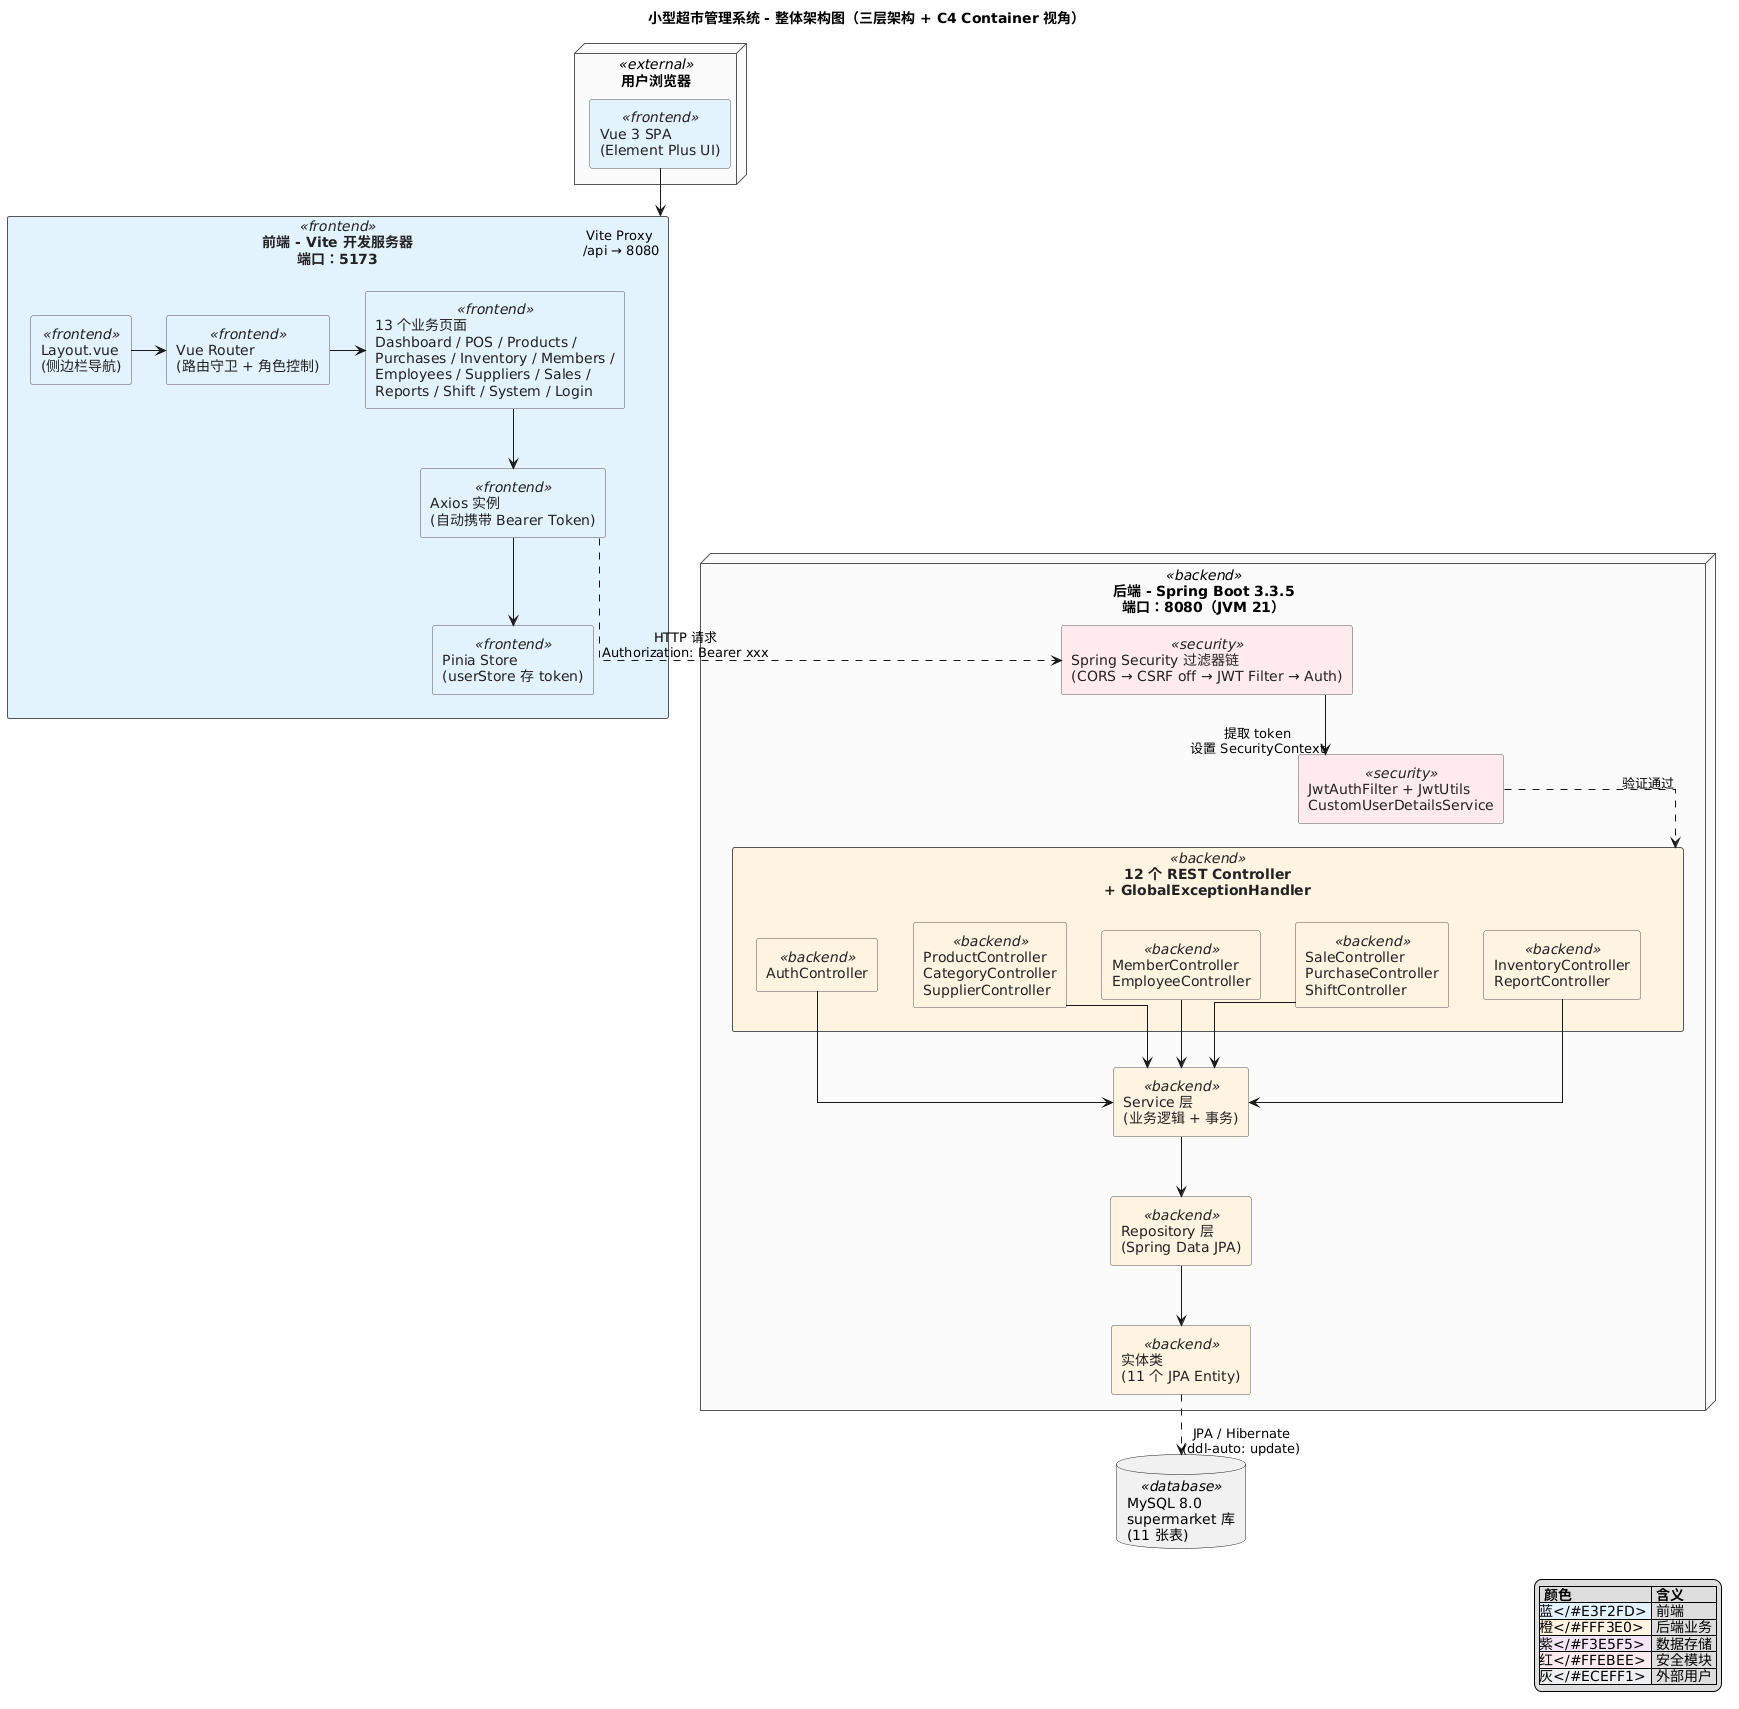 小型超市管理系统 - 整体架构图（三层架构 + C4 Container 视角）
«external»
用户浏览器
«frontend»
Vue 3 SPA
(Element Plus UI)
«frontend»
前端 - Vite 开发服务器
端口：5173
Vite Proxy
/api → 8080
«frontend»
Layout.vue
(侧边栏导航)
«frontend»
Vue Router
(路由守卫 + 角色控制)
«frontend»
13 个业务页面
Dashboard / POS / Products /
Purchases / Inventory / Members /
Employees / Suppliers / Sales /
Reports / Shift / System / Login
«frontend»
Axios 实例
(自动携带 Bearer Token)
«frontend»
Pinia Store
(userStore 存 token)
HTTP 请求
Authorization: Bearer xxx
«backend»
后端 - Spring Boot 3.3.5
端口：8080（JVM 21）
«security»
Spring Security 过滤器链
(CORS → CSRF off → JWT Filter → Auth)
提取 token
设置 SecurityContext
«security»
JwtAuthFilter + JwtUtils
CustomUserDetailsService
验证通过
«backend»
12 个 REST Controller
+ GlobalExceptionHandler
«backend»
AuthController
«backend»
ProductController
CategoryController
SupplierController
«backend»
MemberController
EmployeeController
«backend»
SaleController
PurchaseController
ShiftController
«backend»
InventoryController
ReportController
«backend»
Service 层
(业务逻辑 + 事务)
«backend»
Repository 层
(Spring Data JPA)
«backend»
实体类
(11 个 JPA Entity)
JPA / Hibernate
(ddl-auto: update)
«database»
MySQL 8.0
supermarket 库
(11 张表)
颜色 含义
蓝</#E3F2FD> 前端
橙</#FFF3E0> 后端业务
紫</#F3E5F5> 数据存储
红</#FFEBEE> 安全模块
灰</#ECEFF1> 外部用户